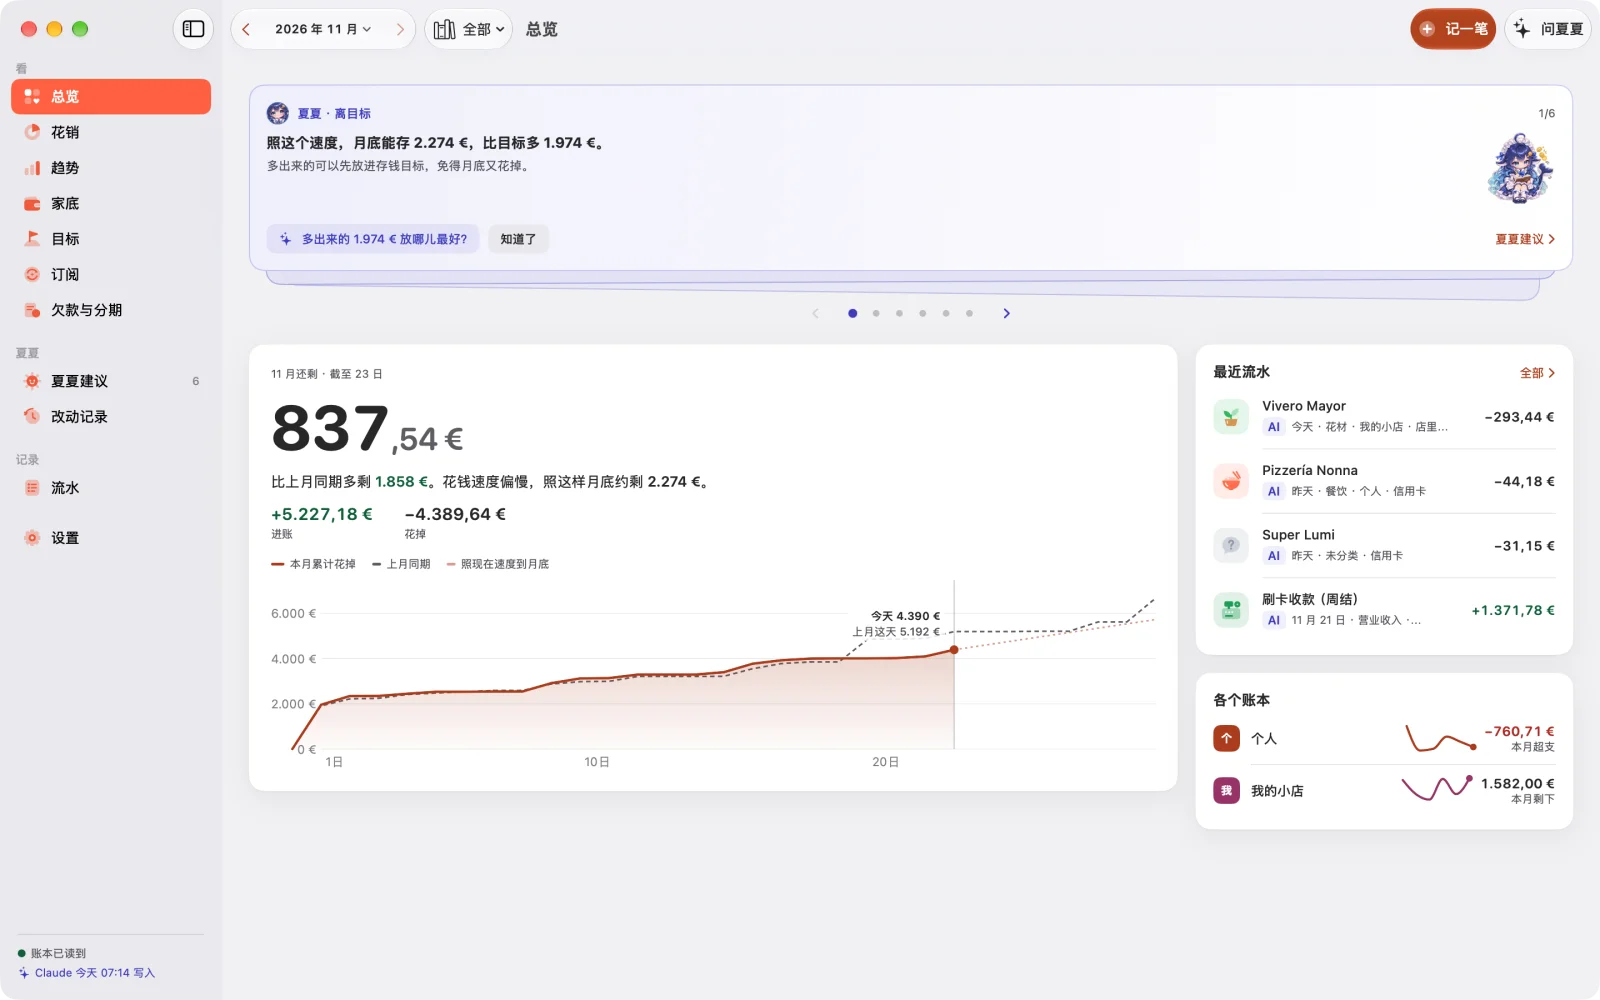 2026 年 11 月
全部
总览
记一笔
问夏夏
看
总览
花销
趋势
家底
目标
订阅
欠款与分期
夏夏
夏夏建议
6
改动记录
记录
流水
设置
账本已读到
Claude 今天 07:14 写入
夏夏 · 离目标
1/6
照这个速度，月底能存 2.274 €，比目标多 1.974 €。
多出来的可以先放进存钱目标，免得月底又花掉。
多出来的 1.974 € 放哪儿最好?
知道了
夏夏建议
11 月还剩 · 截至 23 日
837,54 €
比上月同期多剩 1.858 €。花钱速度偏慢，照这样月底约剩 2.274 €。
+5.227,18 €
−4.389,64 €
进账
花掉
本月累计花掉
上月同期
照现在速度到月底
6.000 €
4.000 €
2.000 €
0 €
今天 4.390 €
上月这天 5.192 €
1日
10日
20日
最近流水
全部
Vivero Mayor
−293,44 €
AI 今天 · 花材 · 我的小店 · 店里...
Pizzería Nonna
−44,18 €
AI 昨天 · 餐饮 · 个人 · 信用卡
Super Lumi
−31,15 €
AI 昨天 · 未分类 · 信用卡
刷卡收款（周结）
+1.371,78 €
AI 11 月 21 日 · 营业收入 · ...
各个账本
个 个人
−760,71 €
本月超支
我 我的小店
1.582,00 €
本月剩下